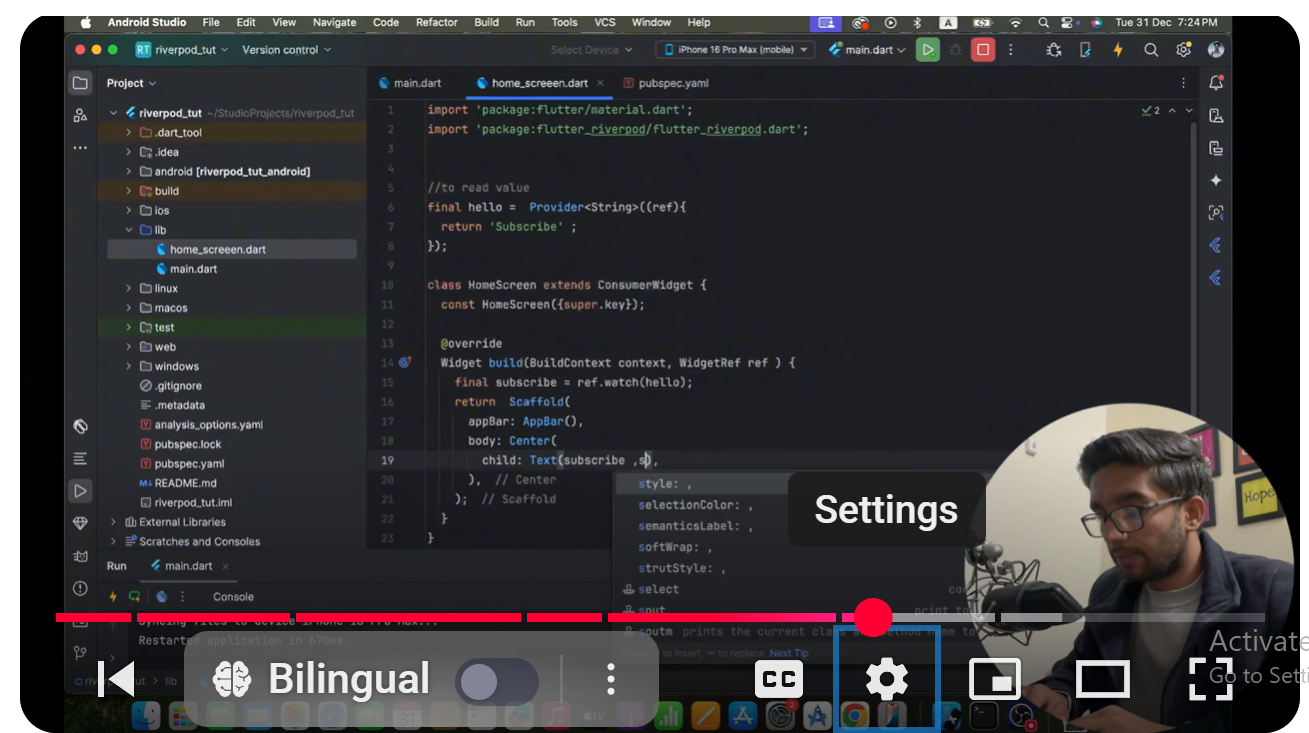 Android Studio File Edit View Navigate Code Refactor Build Run Tools VCS Window Help A Tue 31 Dec 7:24 PM
RT riverpod_tut Version control Select Device iPhone 16 Pro Max (mobile) main.dart
Project main.dart home_screeen.dart × pubspec.yaml
riverpod_tut ~/StudioProjects/riverpod_tut
.dart_tool
.idea
android [riverpod_tut_android]
build
ios
lib
home_screeen.dart
main.dart
linux
macos
test
web
windows
.gitignore
.metadata
analysis_options.yaml
pubspec.lock
pubspec.yaml
M↓ README.md
riverpod_tut.iml
External Libraries
Scratches and Consoles
1 import 'package:flutter/material.dart';
2 import 'package:flutter_riverpod/flutter_riverpod.dart';
3
4
5 //to read value
6 final hello = Provider<String>((ref){
7 return 'Subscribe' ;
8 });
9
10 class HomeScreen extends ConsumerWidget {
11 const HomeScreen({super.key});
12
13 @override
14 Widget build(BuildContext context, WidgetRef ref ) {
15 final subscribe = ref.watch(hello);
16 return Scaffold(
17 appBar: AppBar(),
18 body: Center(
19 child: Text(subscribe ,s),
20 ), // Center
21 ); // Scaffold
22 }
23 }
2
style: ,
selectionColor: ,
semanticsLabel: ,
softWrap: ,
strutStyle: ,
select
sout print to
soutm prints the current class and method name to
to insert, → to replace Next Tip
Settings
Hope
Run main.dart ×
Console
Syncing files to device iPhone 16 Pro Max...
Restarted application in 670ms.
Bilingual
CC
Activate
Go to Setti
lib
31
tv
2